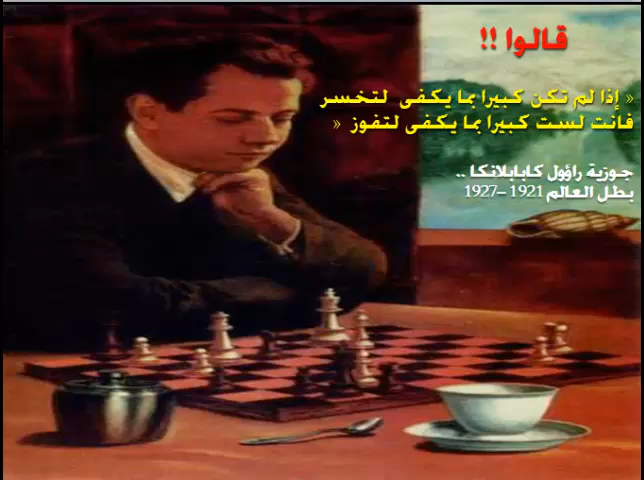 قالوا !!
« إذا لم تكن كبيرا بما يكفى لتخسر
فانت لست كبيرا بما يكفى لتفوز «
جوزية راؤول كابابلانكا ..
بطل العالم 1921 – 1927